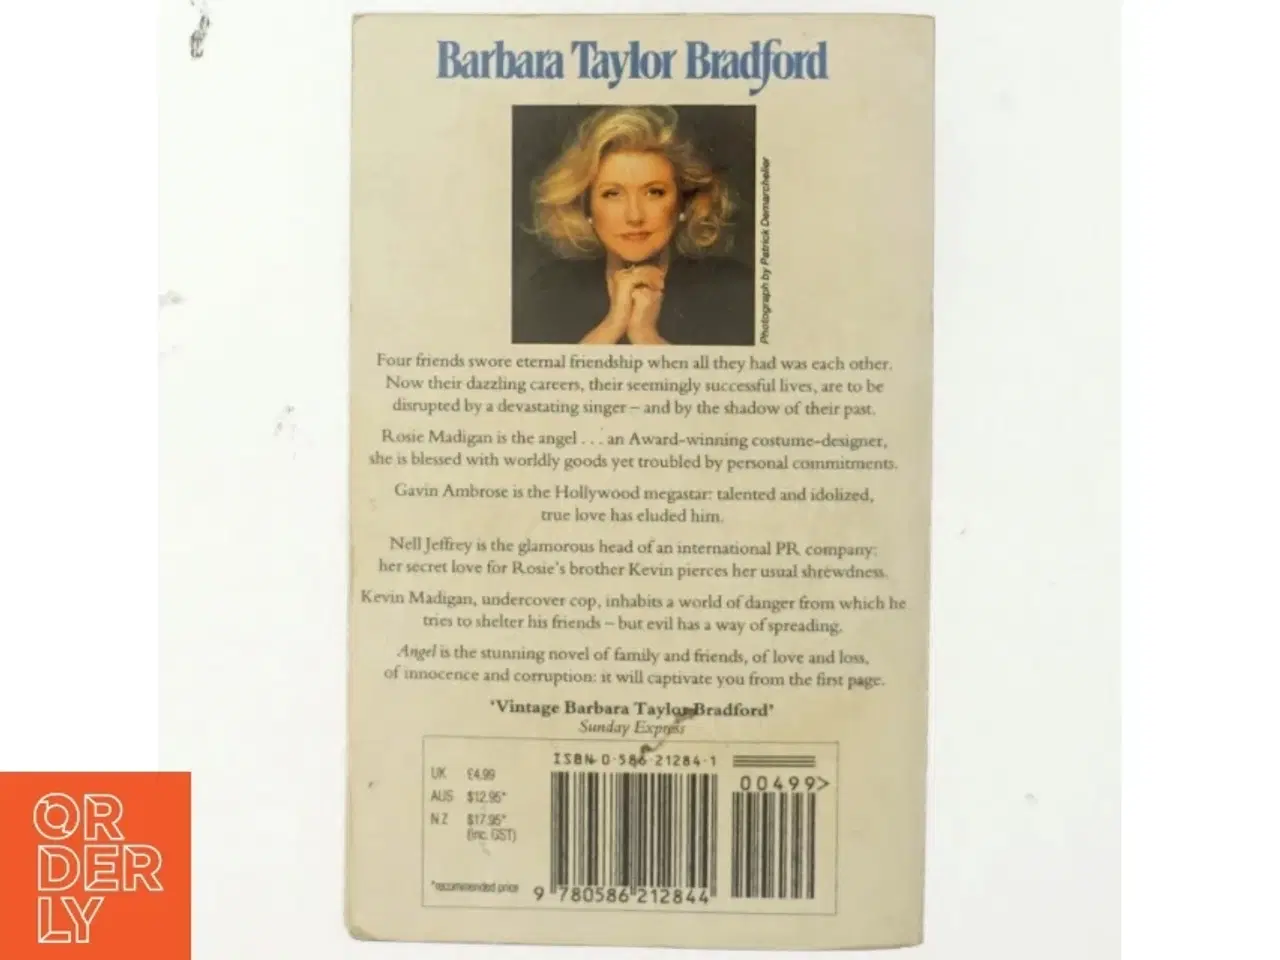 Barbara Taylor Bradford
Photograph by Patrick Demarchelier
Four friends swore eternal friendship when all they had was each other.
Now their dazzling careers, their seemingly successful lives, are to be
disrupted by a devastating singer – and by the shadow of their past.
Rosie Madigan is the angel . . . an Award-winning costume-designer,
she is blessed with worldly goods yet troubled by personal commitments.
Gavin Ambrose is the Hollywood megastar: talented and idolized,
true love has eluded him.
Nell Jeffrey is the glamorous head of an international PR company:
her secret love for Rosie's brother Kevin pierces her usual shrewdness.
Kevin Madigan, undercover cop, inhabits a world of danger from which he
tries to shelter his friends – but evil has a way of spreading.
Angel is the stunning novel of family and friends, of love and loss,
of innocence and corruption: it will captivate you from the first page.
'Vintage Barbara Taylor Bradford'
Sunday Express
ISBN 0-586-21284-1
UK £4.99
AUS $12.95*
NZ $17.95*
(inc. GST)
*recommended price
00499>
9 780586 212844
OR
DER
LY